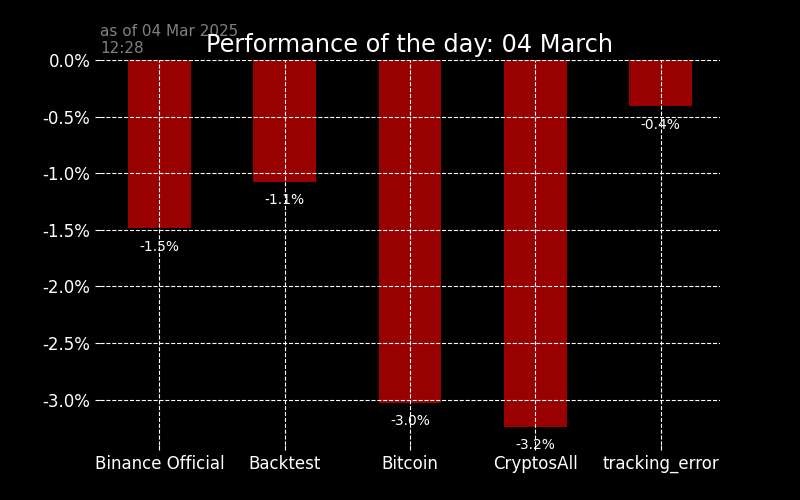 as of 04 Mar 2025
12:28
Performance of the day: 04 March
0.0%
-0.5%
-1.0%
-1.5%
-2.0%
-2.5%
-3.0%
-1.5%
-1.1%
-3.0%
-3.2%
-0.4%
Binance Official
Backtest
Bitcoin
CryptosAll
tracking_error